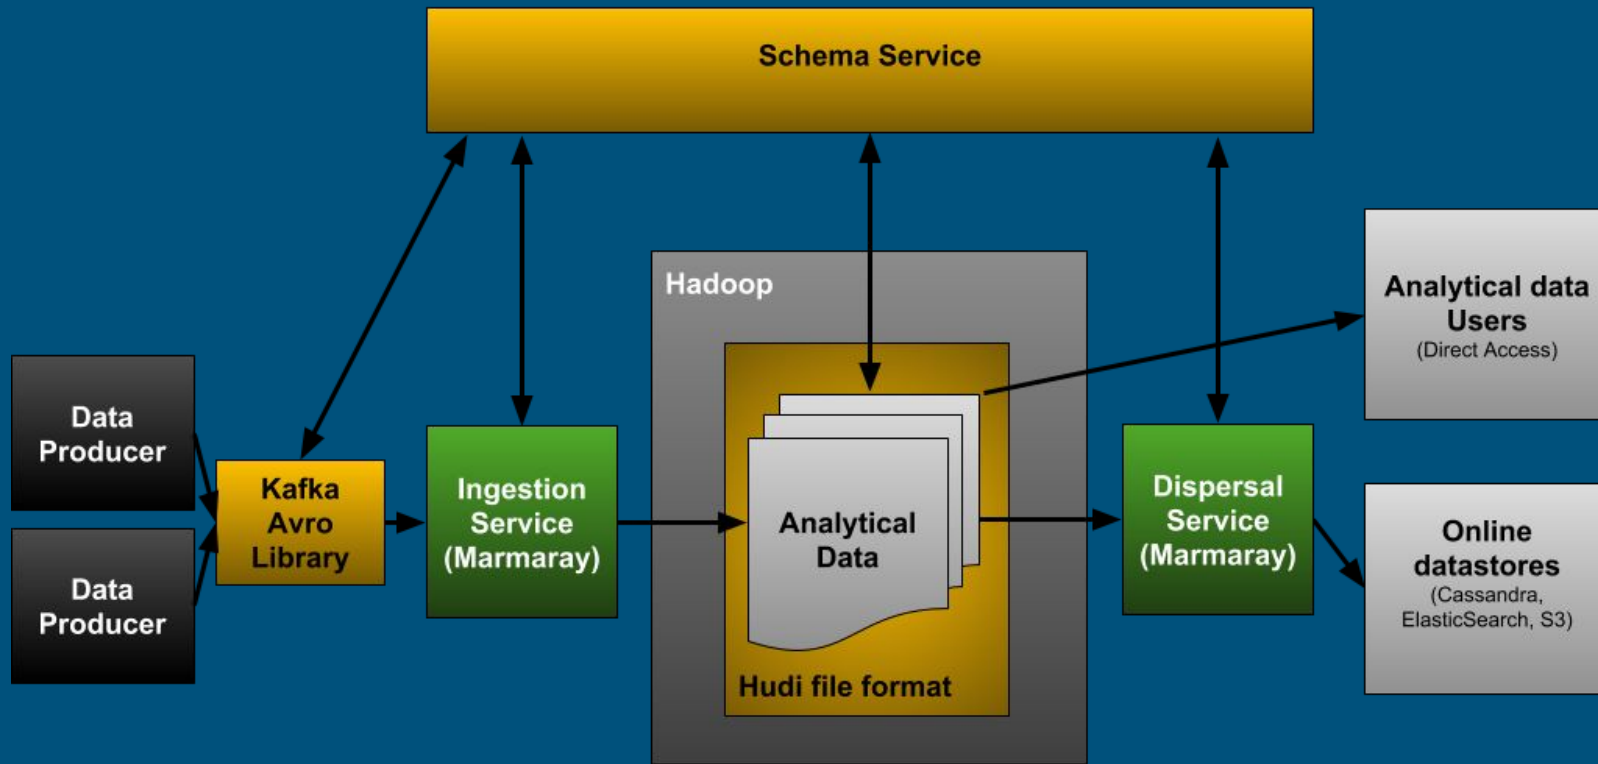 Schema Service
Hadoop
Analytical data
Users
(Direct Access)
Data
Producer
Kafka
Avro
Library
Ingestion
Service
(Marmaray)
Analytical
Data
Dispersal
Service
(Marmaray)
Online
datastores
(Cassandra,
ElasticSearch, S3)
Data
Producer
Hudi file format